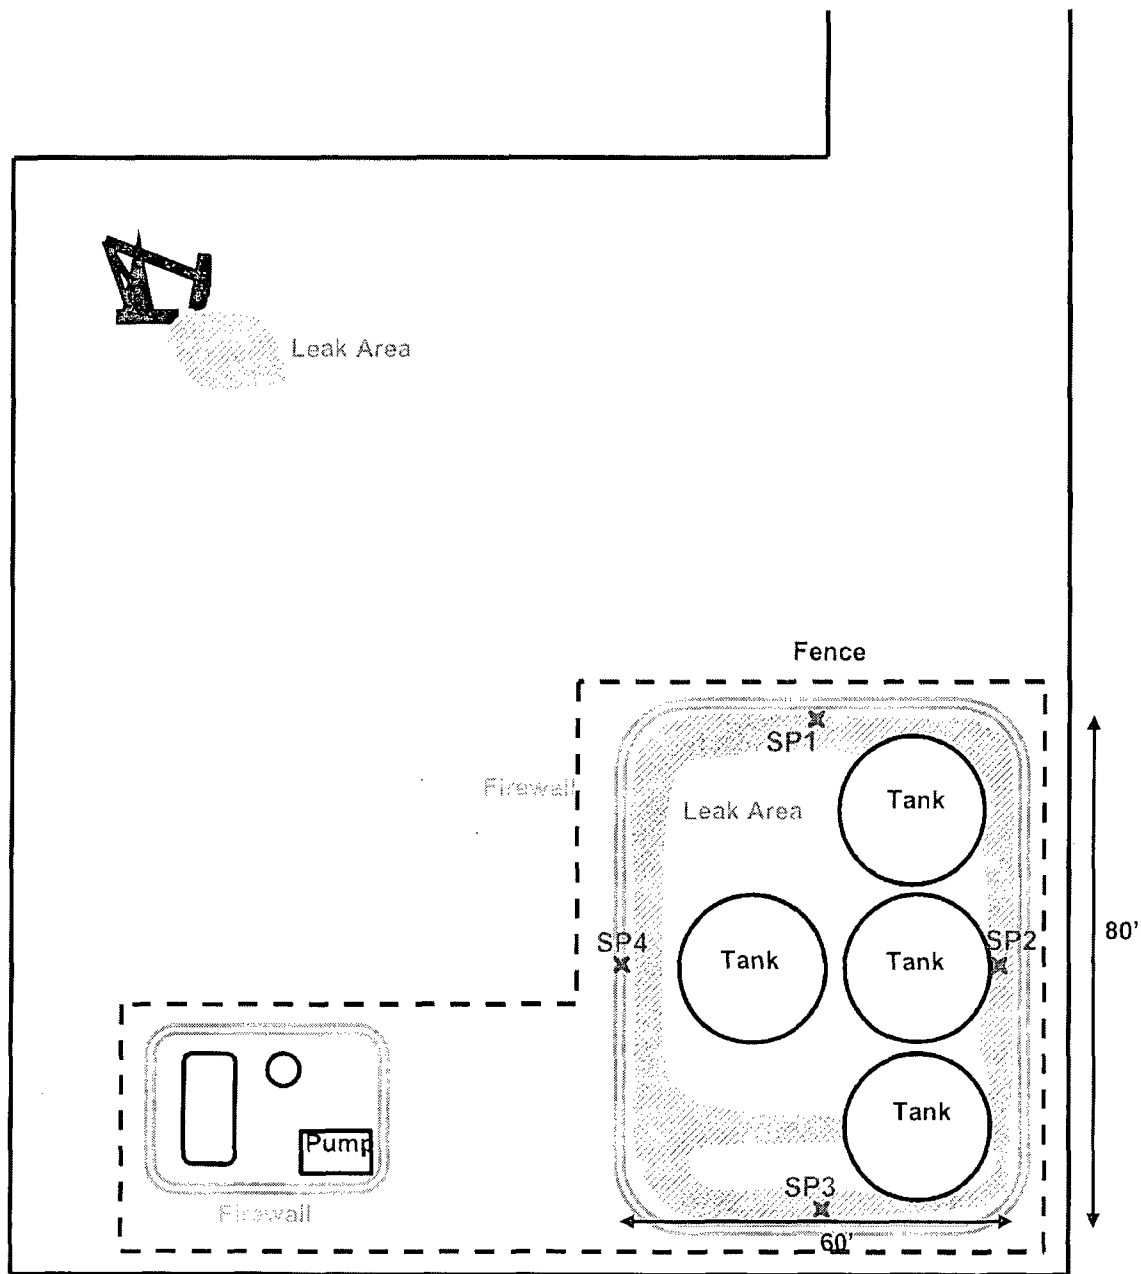 Leak Area
Fence
SP1
Firewall
Leak Area
Tank
SP4
Tank
Tank
SP2
80'
Pump
Tank
SP3
Firewall
60'